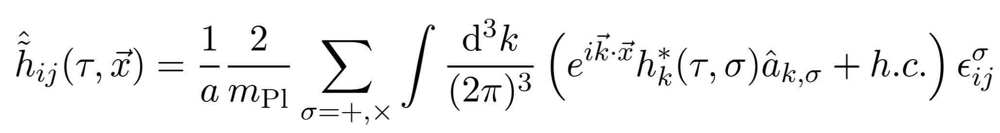 \hat{\tilde{h}}_{ij}(\tau, \vec{x}) = \frac{1}{a} \frac{2}{m_{\mathrm{Pl}}} \sum_{\sigma=+,\times} \int \frac{\mathrm{d}^3 k}{(2\pi)^3} \left( e^{i\vec{k}\cdot\vec{x}} h_k^*(\tau, \sigma) \hat{a}_{k,\sigma} + h.c. \right) \epsilon_{ij}^{\sigma}